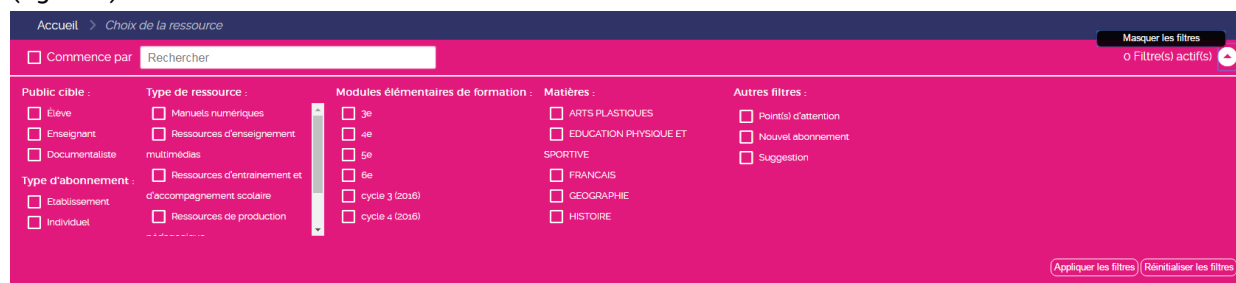 Accueil > Choix de la ressource
Masquer les filtres
Commence par Rechercher
0 Filtre(s) actif(s)
Public cible :
Élève
Enseignant
Documentaliste
Type d'abonnement :
Etablissement
Individuel
Type de ressource :
Manuels numériques
Ressources d'enseignement
multimédias
Ressources d'entrainement et
d'accompagnement scolaire
Ressources de production
Modules élémentaires de formation :
3e
4e
5e
6e
cycle 3 (2016)
cycle 4 (2016)
Matières :
ARTS PLASTIQUES
EDUCATION PHYSIQUE ET
SPORTIVE
FRANCAIS
GEOGRAPHIE
HISTOIRE
Autres filtres :
Point(s) d'attention
Nouvel abonnement
Suggestion
Appliquer les filtres Réinitialiser les filtres